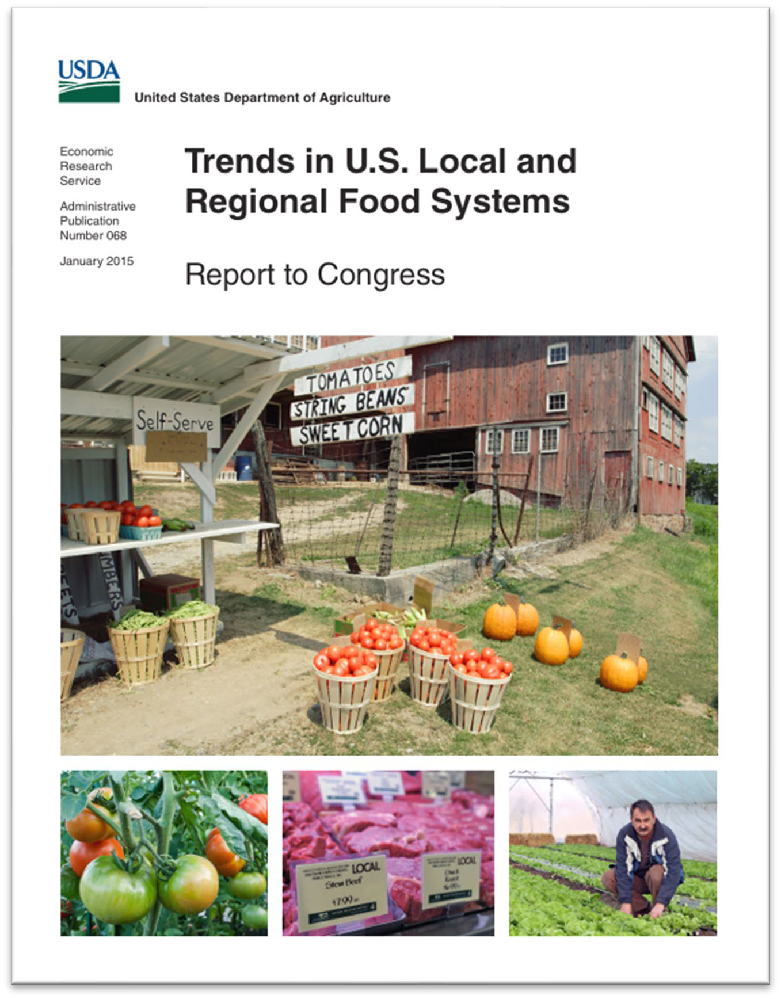 USDA
United States Department of Agriculture
Economic
Research
Service
Administrative
Publication
Number 068
January 2015
Trends in U.S. Local and
Regional Food Systems
Report to Congress
TOMATOES
STRING BEANS
SWEET CORN
Self-Serve
EETS
MBERS
LOCAL
Stew Beef
$7.99
LOCAL
Chuck
Roast